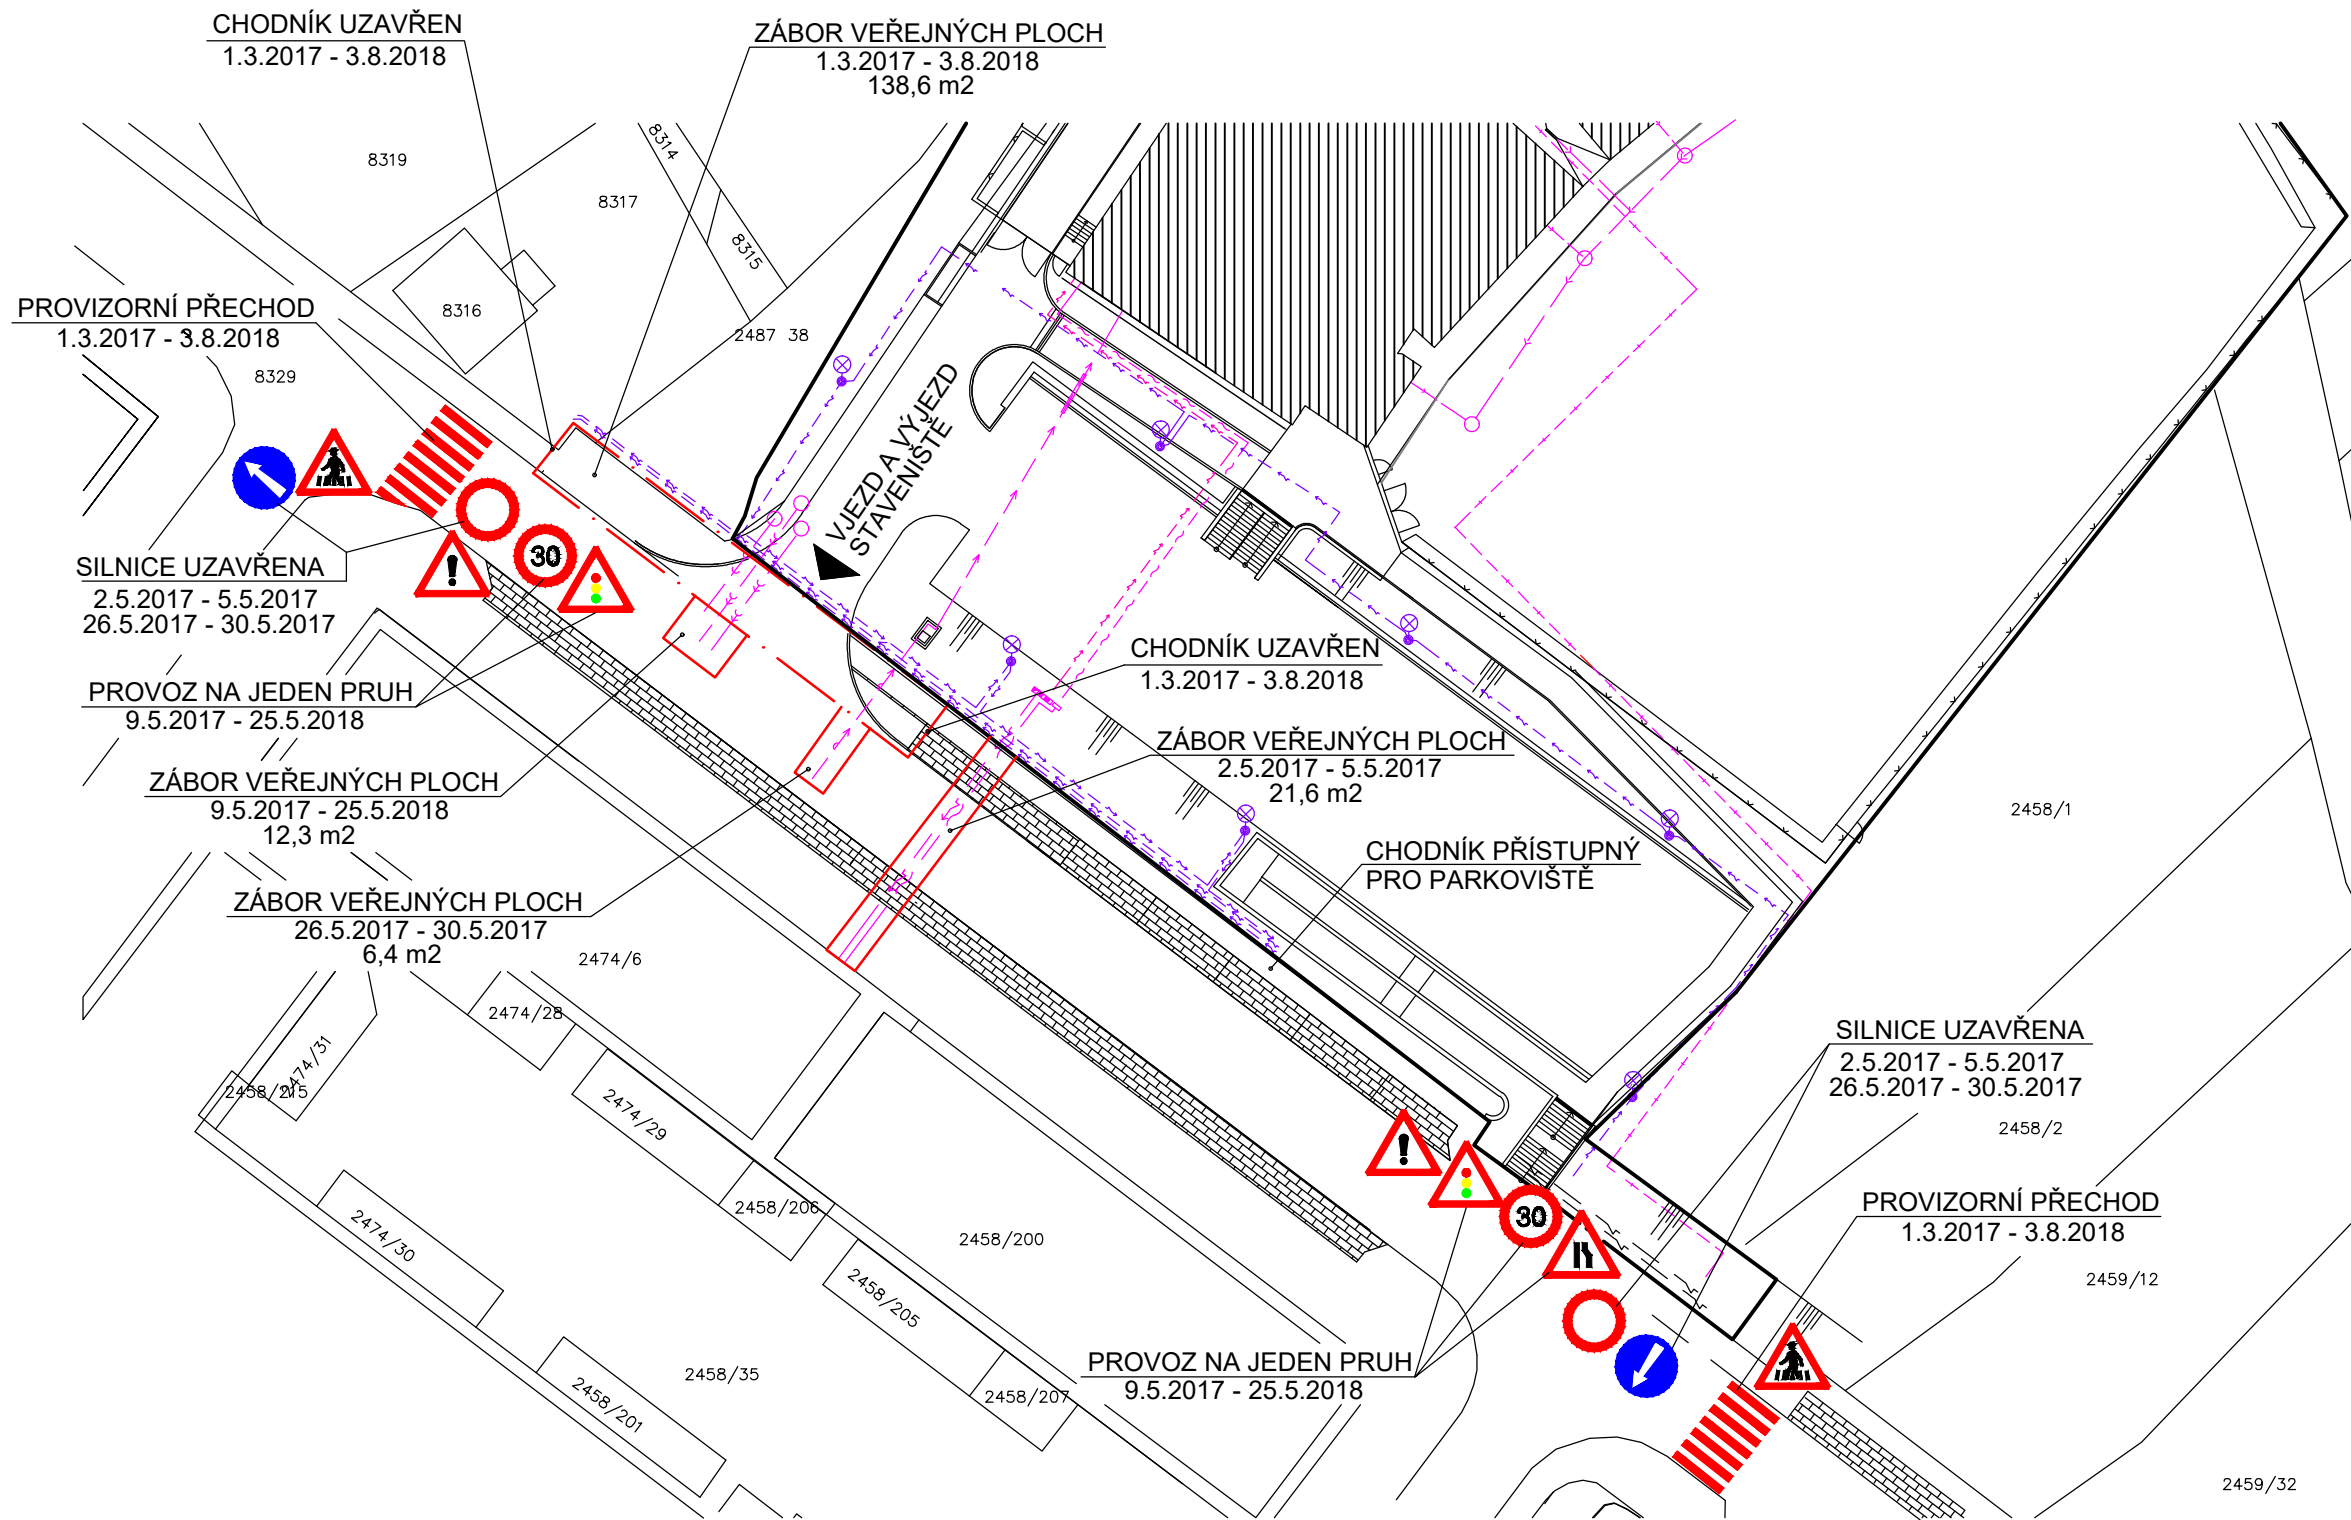 CHODNÍK UZAVŘEN
1.3.2017 - 3.8.2018
ZÁBOR VEŘEJNÝCH PLOCH
1.3.2017 - 3.8.2018
138,6 m2
8319
8314
8317
8315
8316
2487 38
PROVIZORNÍ PŘECHOD
1.3.2017 - 3.8.2018
8329
VJEZD A VÝJEZD
STAVENIŠTĚ
30
SILNICE UZAVŘENA
2.5.2017 - 5.5.2017
26.5.2017 - 30.5.2017
PROVOZ NA JEDEN PRUH
9.5.2017 - 25.5.2018
CHODNÍK UZAVŘEN
1.3.2017 - 3.8.2018
ZÁBOR VEŘEJNÝCH PLOCH
2.5.2017 - 5.5.2017
21,6 m2
ZÁBOR VEŘEJNÝCH PLOCH
9.5.2017 - 25.5.2018
12,3 m2
2458/1
CHODNÍK PŘÍSTUPNÝ
PRO PARKOVIŠTĚ
ZÁBOR VEŘEJNÝCH PLOCH
26.5.2017 - 30.5.2017
6,4 m2
2474/6
2474/28
2474/31
2458/215
2474/29
SILNICE UZAVŘENA
2.5.2017 - 5.5.2017
26.5.2017 - 30.5.2017
2458/2
2458/206
2474/30
2458/200
30
PROVIZORNÍ PŘECHOD
1.3.2017 - 3.8.2018
2459/12
2458/205
2458/35
2458/201
2458/207
PROVOZ NA JEDEN PRUH
9.5.2017 - 25.5.2018
2459/32